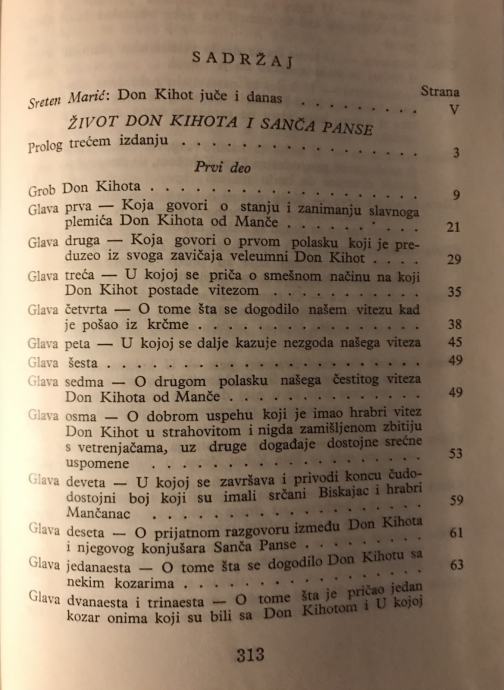 SADRŽAJ
Strana
Sreten Marić: Don Kihot juče i danas . . . . . . . . . V
ŽIVOT DON KIHOTA I SANČA PANSE
Prolog trećem izdanju . . . . . . . . . . . . . . . . 3
Prvi deo
Grob Don Kihota . . . . . . . . . . . . . . . . . . 9
Glava prva — Koja govori o stanju i zanimanju slavnoga
plemića Don Kihota od Manče . . . . . . . . . 21
Glava druga — Koja govori o prvom polasku koji je pre-
duzeo iz svoga zavičaja veleumni Don Kihot . . . . 29
Glava treća — U kojoj se priča o smešnom načinu na koji
Don Kihot postade vitezom . . . . . . . . . . 35
Glava četvrta — O tome šta se dogodilo našem vitezu kad
je pošao iz krčme . . . . . . . . . . . . . . . 38
Glava peta — U kojoj se dalje kazuje nezgoda našega viteza 45
Glava šesta . . . . . . . . . . . . . . . . . . . . . 49
Glava sedma — O drugom polasku našega čestitog viteza
Don Kihota od Manče . . . . . . . . . . . . . 49
Glava osma — O dobrom uspehu koji je imao hrabri vitez
Don Kihot u strahovitom i nigda zamišljenom zbitiju
s vetrenjačama, uz druge događaje dostojne srećne
uspomene . . . . . . . . . . . . . . . . . . 53
Glava deveta — U kojoj se završava i privodi koncu čudo-
dostojni boj koji su imali srčani Biskajac i hrabri
Mančanac . . . . . . . . . . . . . . . . . . 59
Glava deseta — O prijatnom razgovoru između Don Kihota
i njegovog konjušara Sanča Panse . . . . . . . . 61
Glava jedanaesta — O tome šta se dogodilo Don Kihotu sa
nekim kozarima . . . . . . . . . . . . . . . . 63
Glava dvanaesta i trinaesta — O tome šta je pričao jedan
kozar onima koji su bili sa Don Kihotom i U kojoj
313